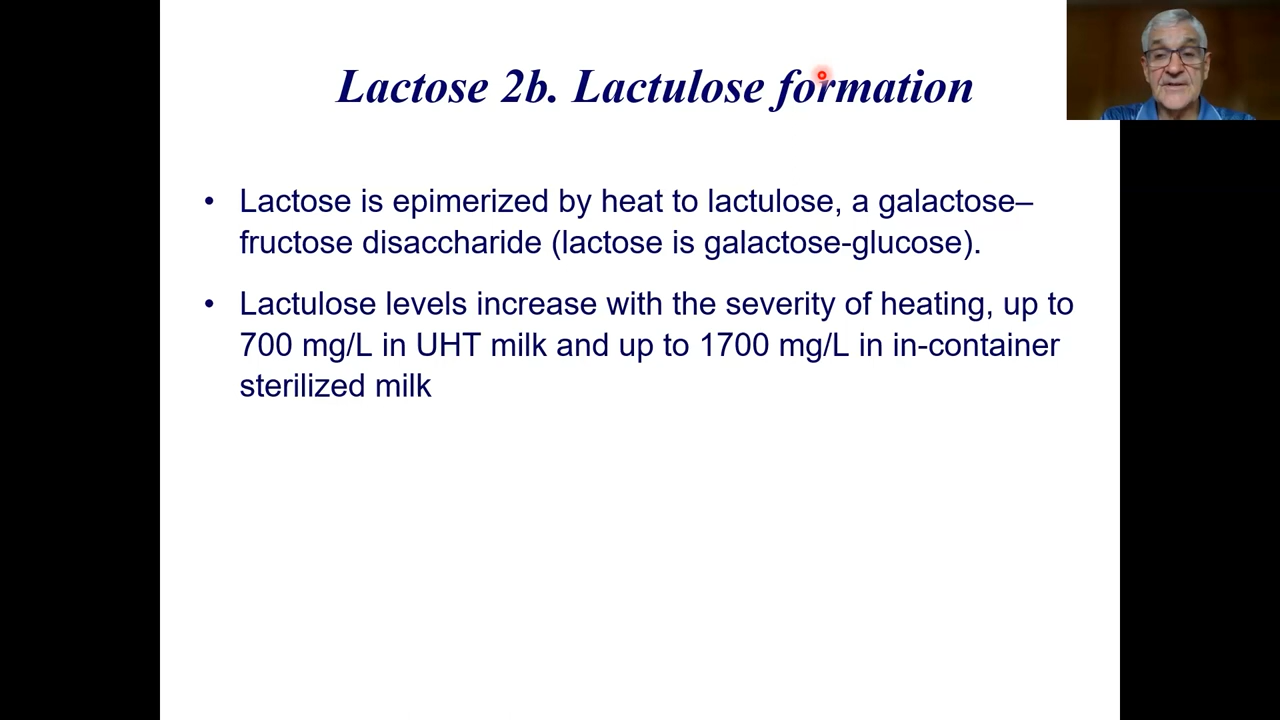 Lactose 2b. Lactulose formation
• Lactose is epimerized by heat to lactulose, a galactose–
fructose disaccharide (lactose is galactose-glucose).
• Lactulose levels increase with the severity of heating, up to
700 mg/L in UHT milk and up to 1700 mg/L in in-container
sterilized milk